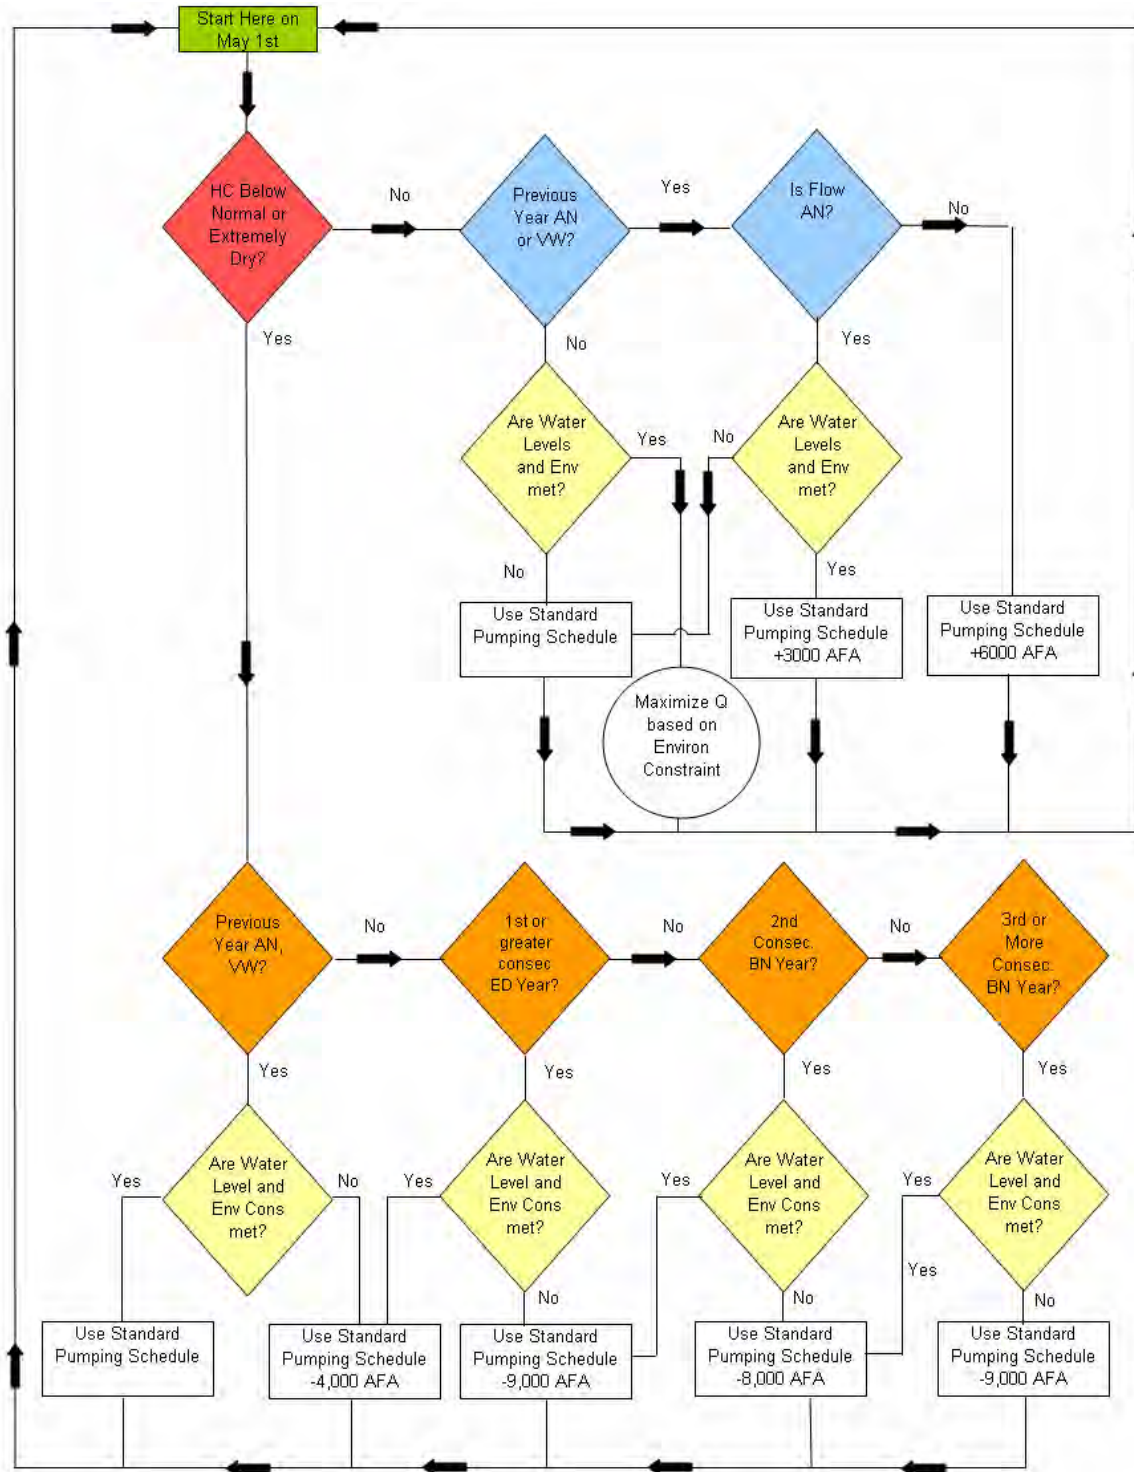 Start Here on
May 1st
HC Below
Normal or
Extremely
Dry?
No
Previous
Year AN
or VW?
Yes
Is Flow
AN?
No
Yes
No
Yes
Are Water
Levels
and Env
met?
Yes
No
Are Water
Levels
and Env
met?
No
Yes
Use Standard
Pumping Schedule
Use Standard
Pumping Schedule
+3000 AFA
Use Standard
Pumping Schedule
+6000 AFA
Maximize Q
based on
Environ
Constraint
Previous
Year AN,
VW?
No
1st or
greater
consec
ED Year?
No
2nd
Consec.
BN Year?
No
3rd or
More
Consec.
BN Year?
Yes
Yes
Yes
Yes
Yes
Are Water
Level and
Env Cons
met?
No
Yes
Are Water
Level and
Env Cons
met?
Yes
Are Water
Level and
Env Cons
met?
Yes
Yes
Are Water
Level and
Env Cons
met?
No
No
No
Use Standard
Pumping Schedule
Use Standard
Pumping Schedule
-4,000 AFA
Use Standard
Pumping Schedule
-9,000 AFA
Use Standard
Pumping Schedule
-8,000 AFA
Use Standard
Pumping Schedule
-9,000 AFA